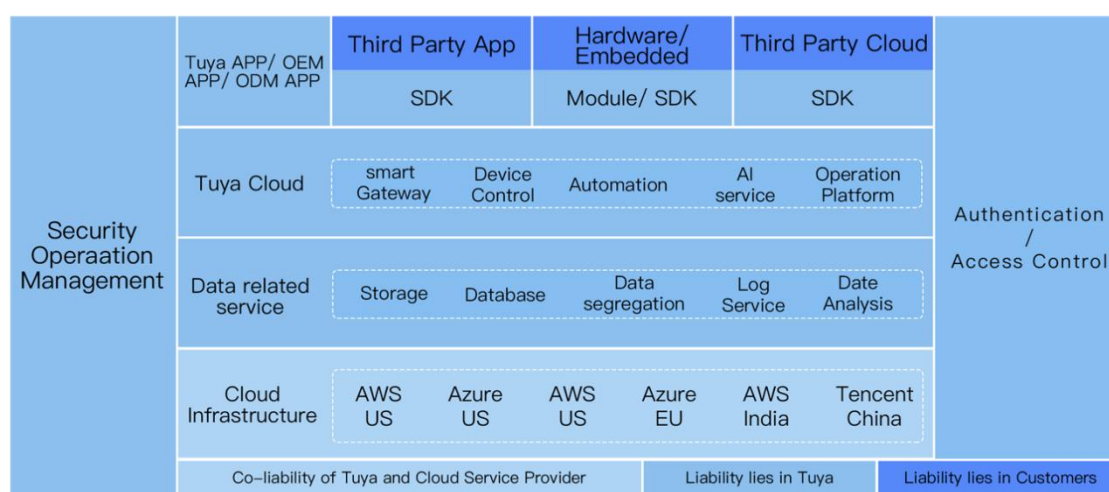 Security
Operaation
Management
Tuya APP/ OEM
APP/ ODM APP
Third Party App
Hardware/
Embedded
Third Party Cloud
SDK
Module/ SDK
SDK
Tuya Cloud
smart
Gateway
Device
Control
Automation
AI
service
Operation
Platform
Data related
service
Storage
Database
Data
segregation
Log
Service
Date
Analysis
Cloud
Infrastructure
AWS
US
Azure
US
AWS
US
Azure
EU
AWS
India
Tencent
China
Authentication
/
Access Control
Co-liability of Tuya and Cloud Service Provider
Liability lies in Tuya
Liability lies in Customers